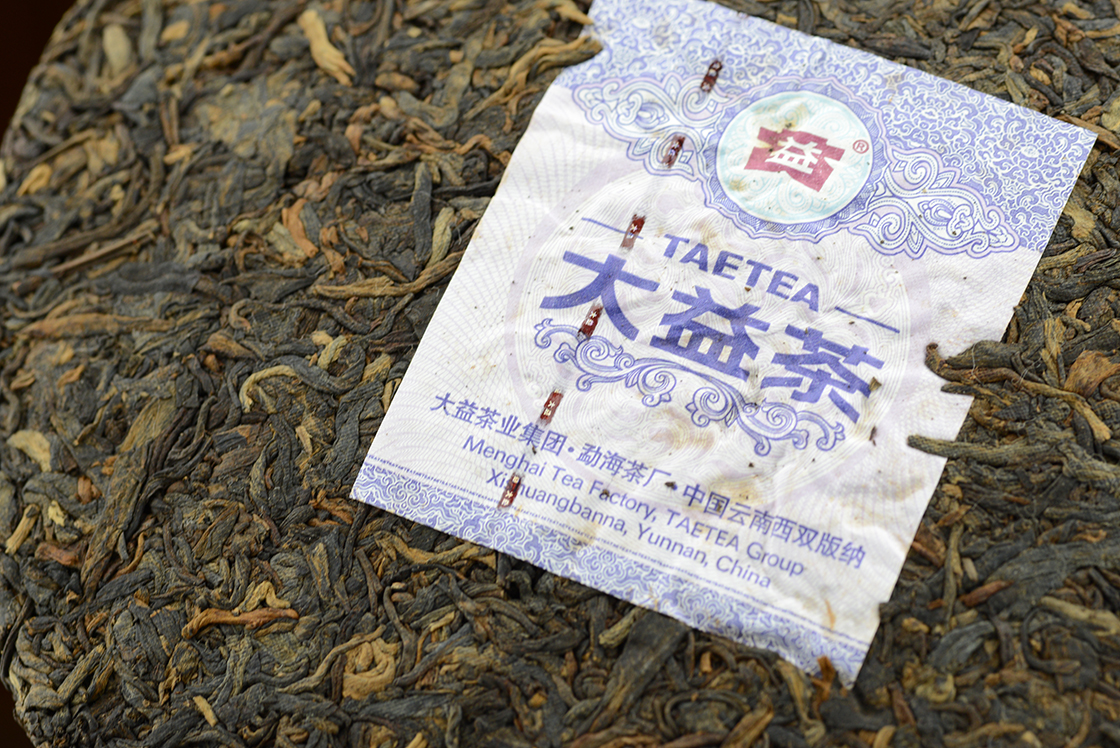 益®
TAETEA
大益茶
大益茶业集团·勐海茶厂·中国云南西双版纳
Menghai Tea Factory, TAETEA Group
Xishuangbanna, Yunnan, China